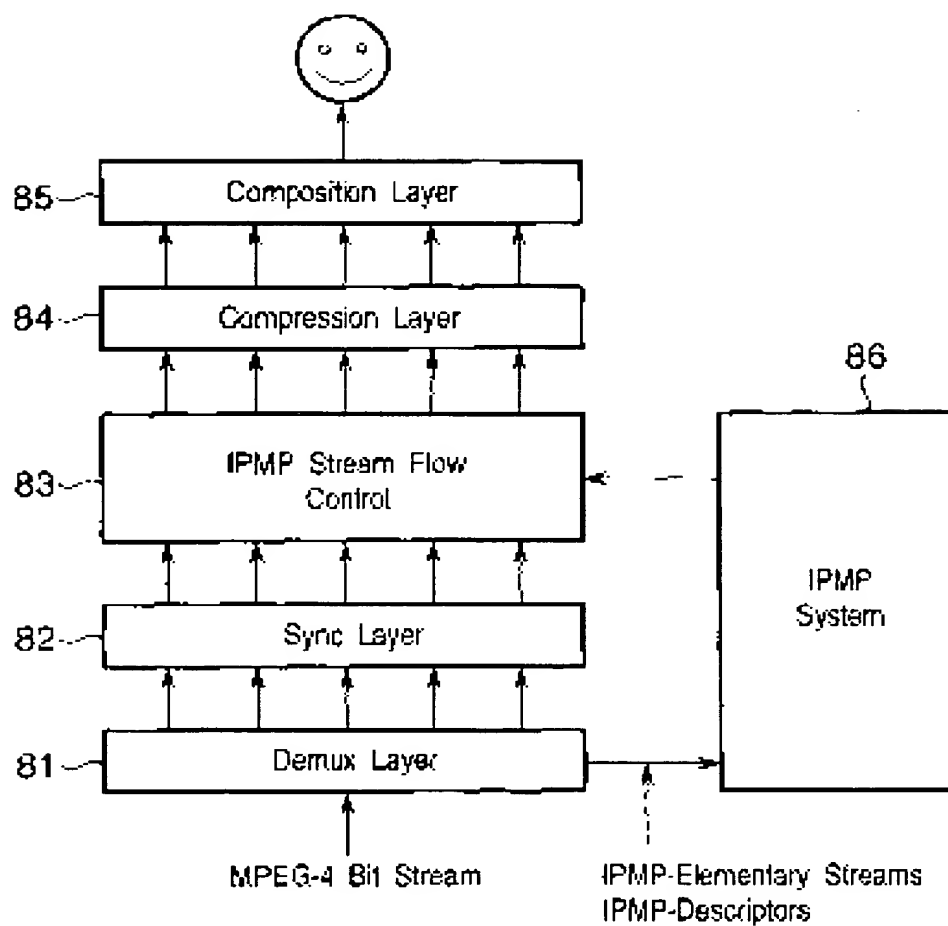 85
Composition Layer
84
Compression Layer
86
83
IPMP Stream Flow
Control
IPMP
System
82
Sync Layer
81
Demux Layer
MPEG-4 Bit Stream
IPMP-Elementary Streams
IPMP-Descriptors